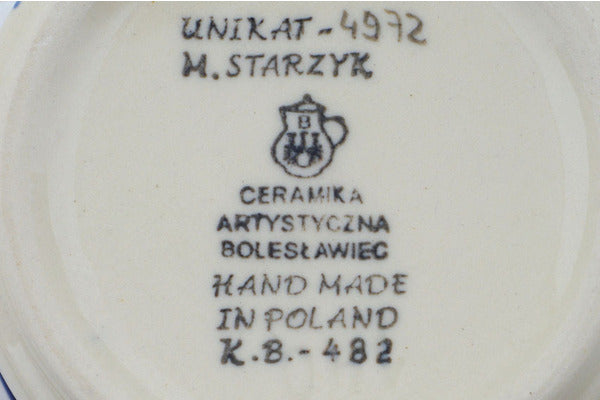 UNIKAT-4972
M. STARZYK
B
CERAMIKA
ARTYSTYCZNA
BOLESŁAWIEC
HAND MADE
IN POLAND
K.B.-482